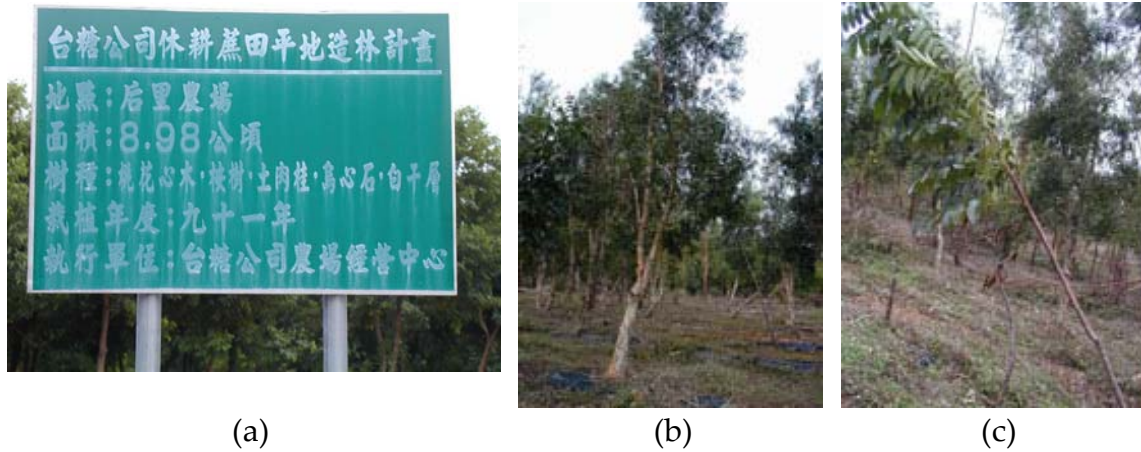 台糖公司休耕蔗田平地造林計畫
地點:后里農場
面積:8.98公頃
樹種:桃花心木、桉樹、土肉桂、烏心石、白千層
栽植年度:九十一年
執行單位:台糖公司農場經營中心
(a) (b) (c)